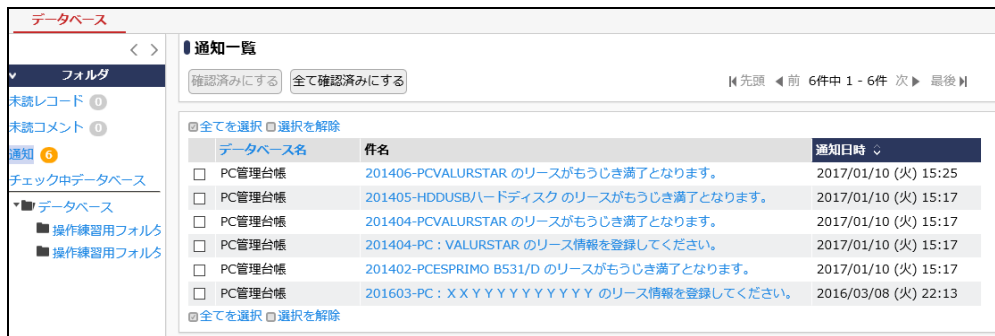 データベース
通知一覧
フォルダ
確認済みにする 全て確認済みにする
先頭 前 6件中 1 - 6件 次 最後
未読レコード 0
未読コメント 0
通知 6
チェック中データベース
データベース
操作練習用フォルダ
操作練習用フォルダ
全てを選択 選択を解除
データベース名 件名 通知日時
PC管理台帳 201406-PCVALURSTAR のリースがもうじき満了となります。 2017/01/10 (火) 15:25
PC管理台帳 201405-HDDUSBハードディスク のリースがもうじき満了となります。 2017/01/10 (火) 15:17
PC管理台帳 201404-PCVALURSTAR のリースがもうじき満了となります。 2017/01/10 (火) 15:17
PC管理台帳 201404-PC：VALURSTAR のリース情報を登録してください。 2017/01/10 (火) 15:17
PC管理台帳 201402-PCESPRIMO B531/D のリースがもうじき満了となります。 2017/01/10 (火) 15:17
PC管理台帳 201603-PC：ＸＸＹＹＹＹＹＹＹＹＹ のリース情報を登録してください。 2016/03/08 (火) 22:13
全てを選択 選択を解除